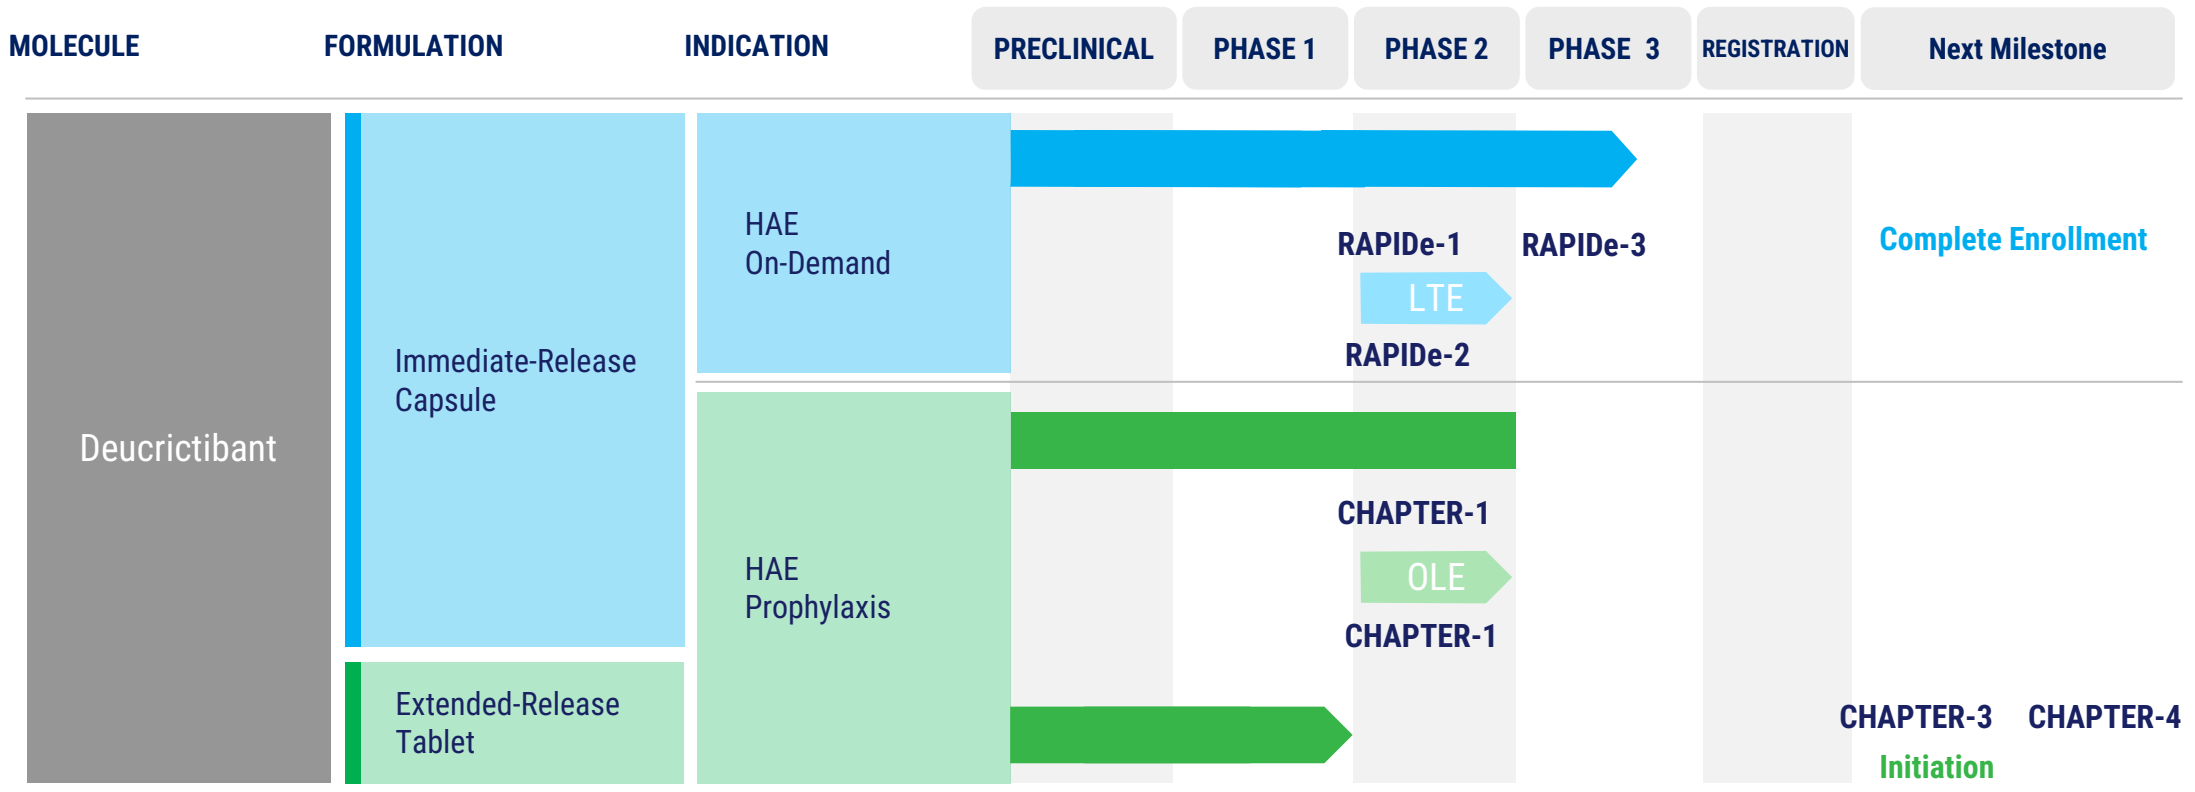 MOLECULE
FORMULATION
INDICATION
PRECLINICAL
PHASE 1
PHASE 2
PHASE 3
REGISTRATION
Next Milestone
Deucrictibant
Immediate-Release
Capsule
HAE
On-Demand
RAPIDe-1
RAPIDe-3
LTE
RAPIDe-2
Complete Enrollment
HAE
Prophylaxis
CHAPTER-1
OLE
CHAPTER-1
Extended-Release
Tablet
CHAPTER-3
CHAPTER-4
Initiation